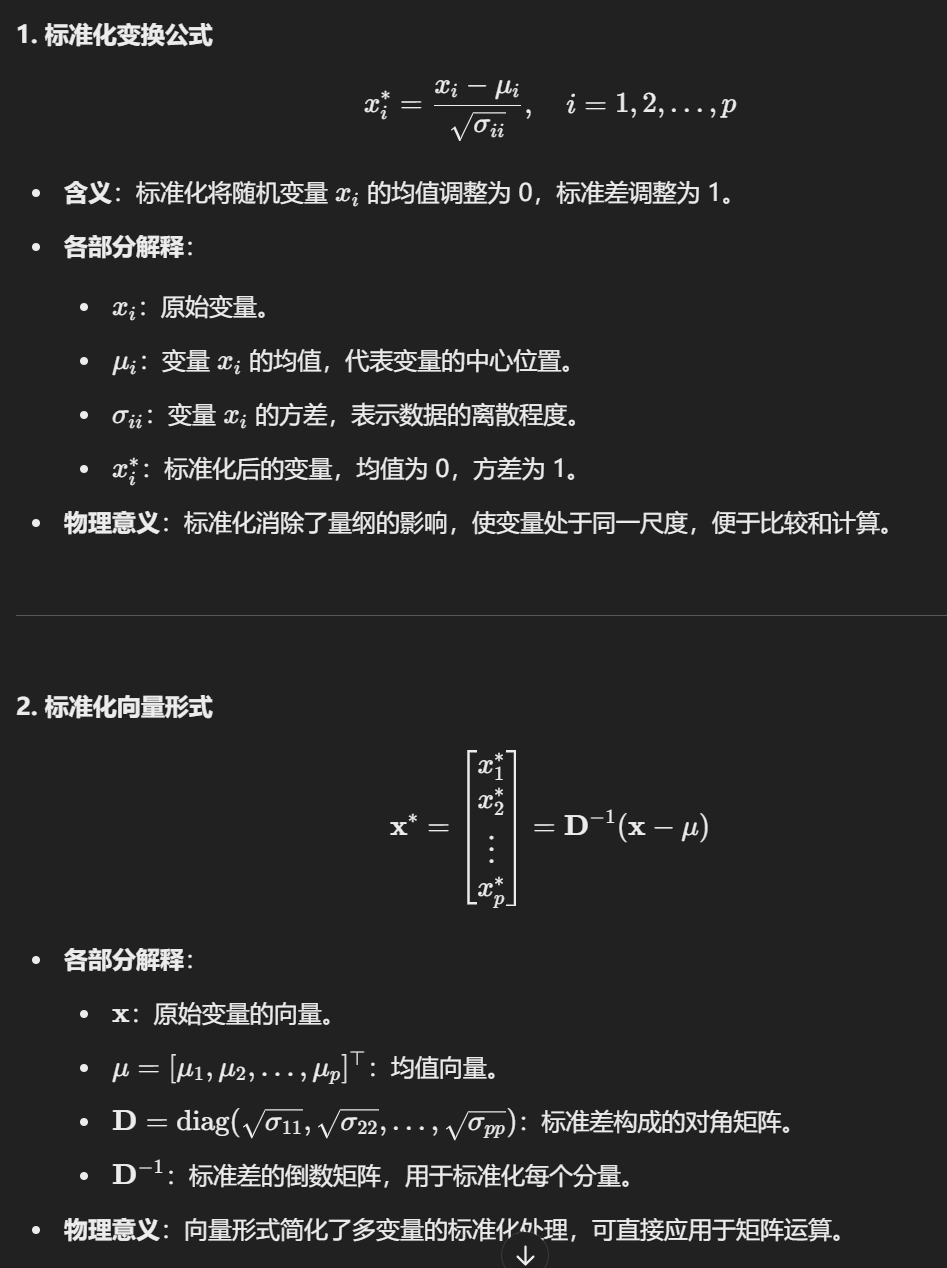 1. 标准化变换公式
x_i^* = \frac{x_i - \mu_i}{\sqrt{\sigma_{ii}}}, \quad i = 1, 2, \ldots, p
• 含义：标准化将随机变量 x_i 的均值调整为 0，标准差调整为 1。
• 各部分解释：
• x_i：原始变量。
• μ_i：变量 x_i 的均值，代表变量的中心位置。
• σ_{ii}：变量 x_i 的方差，表示数据的离散程度。
• x_i^*：标准化后的变量，均值为 0，方差为 1。
• 物理意义：标准化消除了量纲的影响，使变量处于同一尺度，便于比较和计算。
2. 标准化向量形式
\mathbf{x}^* = \begin{bmatrix} x_1^* \\ x_2^* \\ \vdots \\ x_p^* \end{bmatrix} = \mathbf{D}^{-1}(\mathbf{x} - \mu)
• 各部分解释：
• \mathbf{x}：原始变量的向量。
• μ = [μ_1, μ_2, \ldots, μ_p]^⊤：均值向量。
• \mathbf{D} = diag(\sqrt{\sigma_{11}}, \sqrt{\sigma_{22}}, \ldots, \sqrt{\sigma_{pp}})：标准差构成的对角矩阵。
• \mathbf{D}^{-1}：标准差的倒数矩阵，用于标准化每个分量。
• 物理意义：向量形式简化了多变量的标准化处理，可直接应用于矩阵运算。